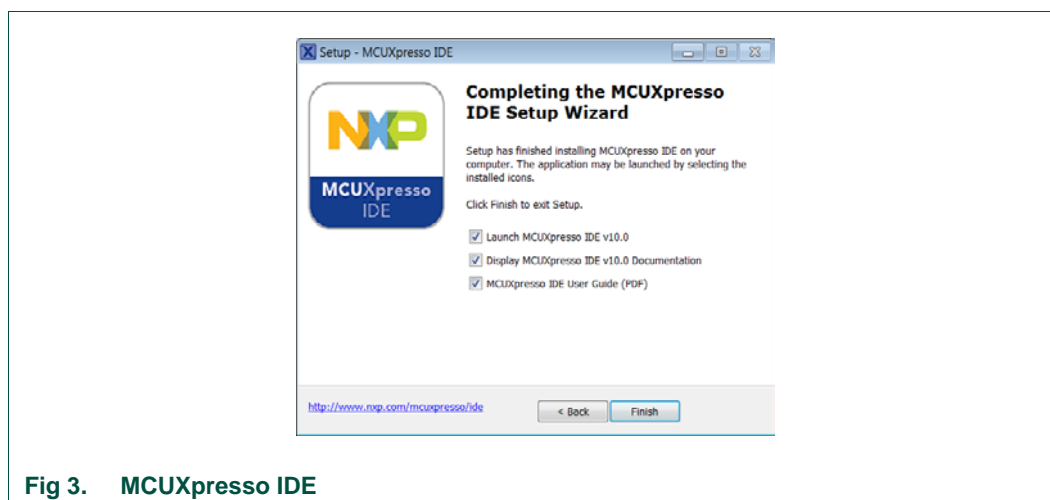 Setup - MCUXpresso IDE
NXP
MCUXpresso
IDE
Completing the MCUXpresso
IDE Setup Wizard
Setup has finished installing MCUXpresso IDE on your
computer. The application may be launched by selecting the
installed icons.
Click Finish to exit Setup.
Launch MCUXpresso IDE v10.0
Display MCUXpresso IDE v10.0 Documentation
MCUXpresso IDE User Guide (PDF)
http://www.nxp.com/mcuxpresso/ide
< Back
Finish
Fig 3. MCUXpresso IDE